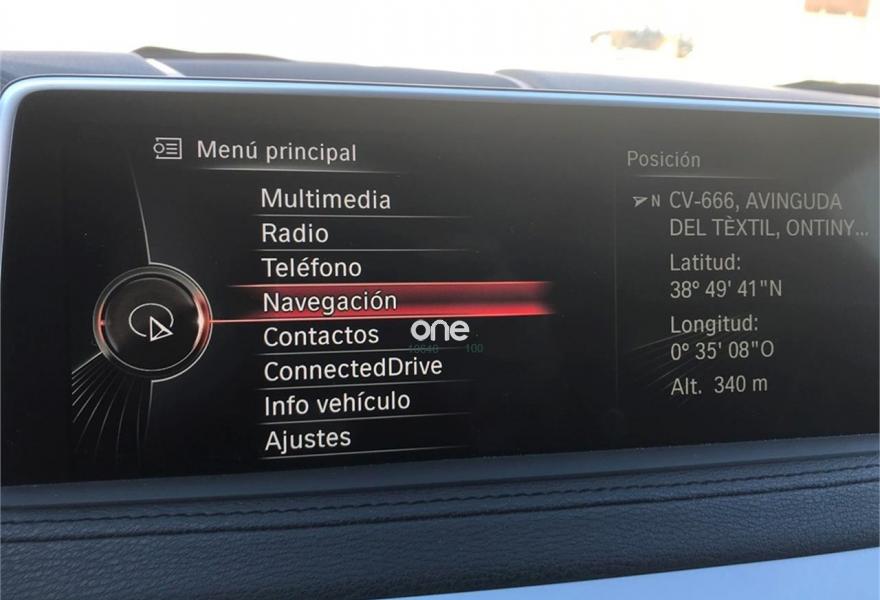 Menú principal
Multimedia
Radio
Teléfono
Navegación
Contactos
ConnectedDrive
Info vehículo
Ajustes
Posición
N CV-666, AVINGUDA
DEL TÈXTIL, ONTINY...
Latitud:
38° 49' 41"N
Longitud:
0° 35' 08"O
Alt. 340 m
one
100